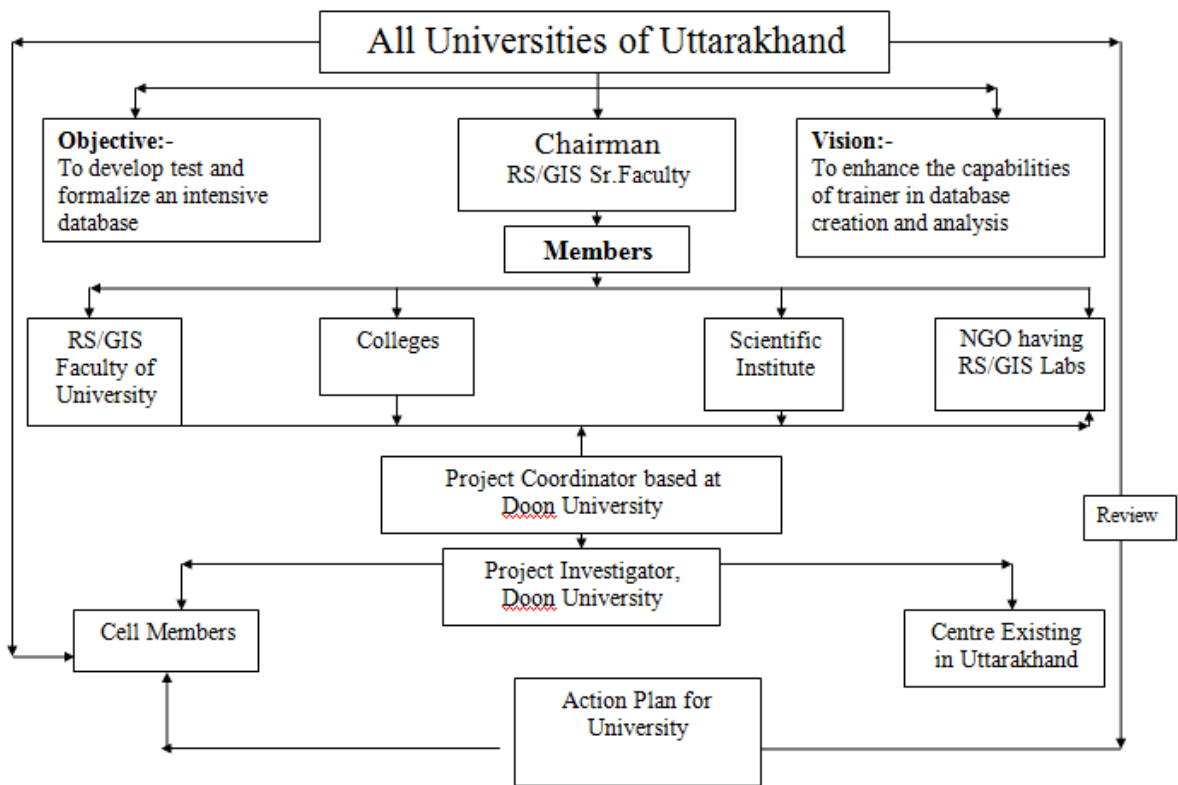 All Universities of Uttarakhand
Objective:-
To develop test and
formalize an intensive
database
Chairman
RS/GIS Sr.Faculty
Vision:-
To enhance the capabilities
of trainer in database
creation and analysis
Members
RS/GIS
Faculty of
University
Colleges
Scientific
Institute
NGO having
RS/GIS Labs
Project Coordinator based at
Doon University
Review
Project Investigator,
Doon University
Cell Members
Centre Existing
in Uttarakhand
Action Plan for
University